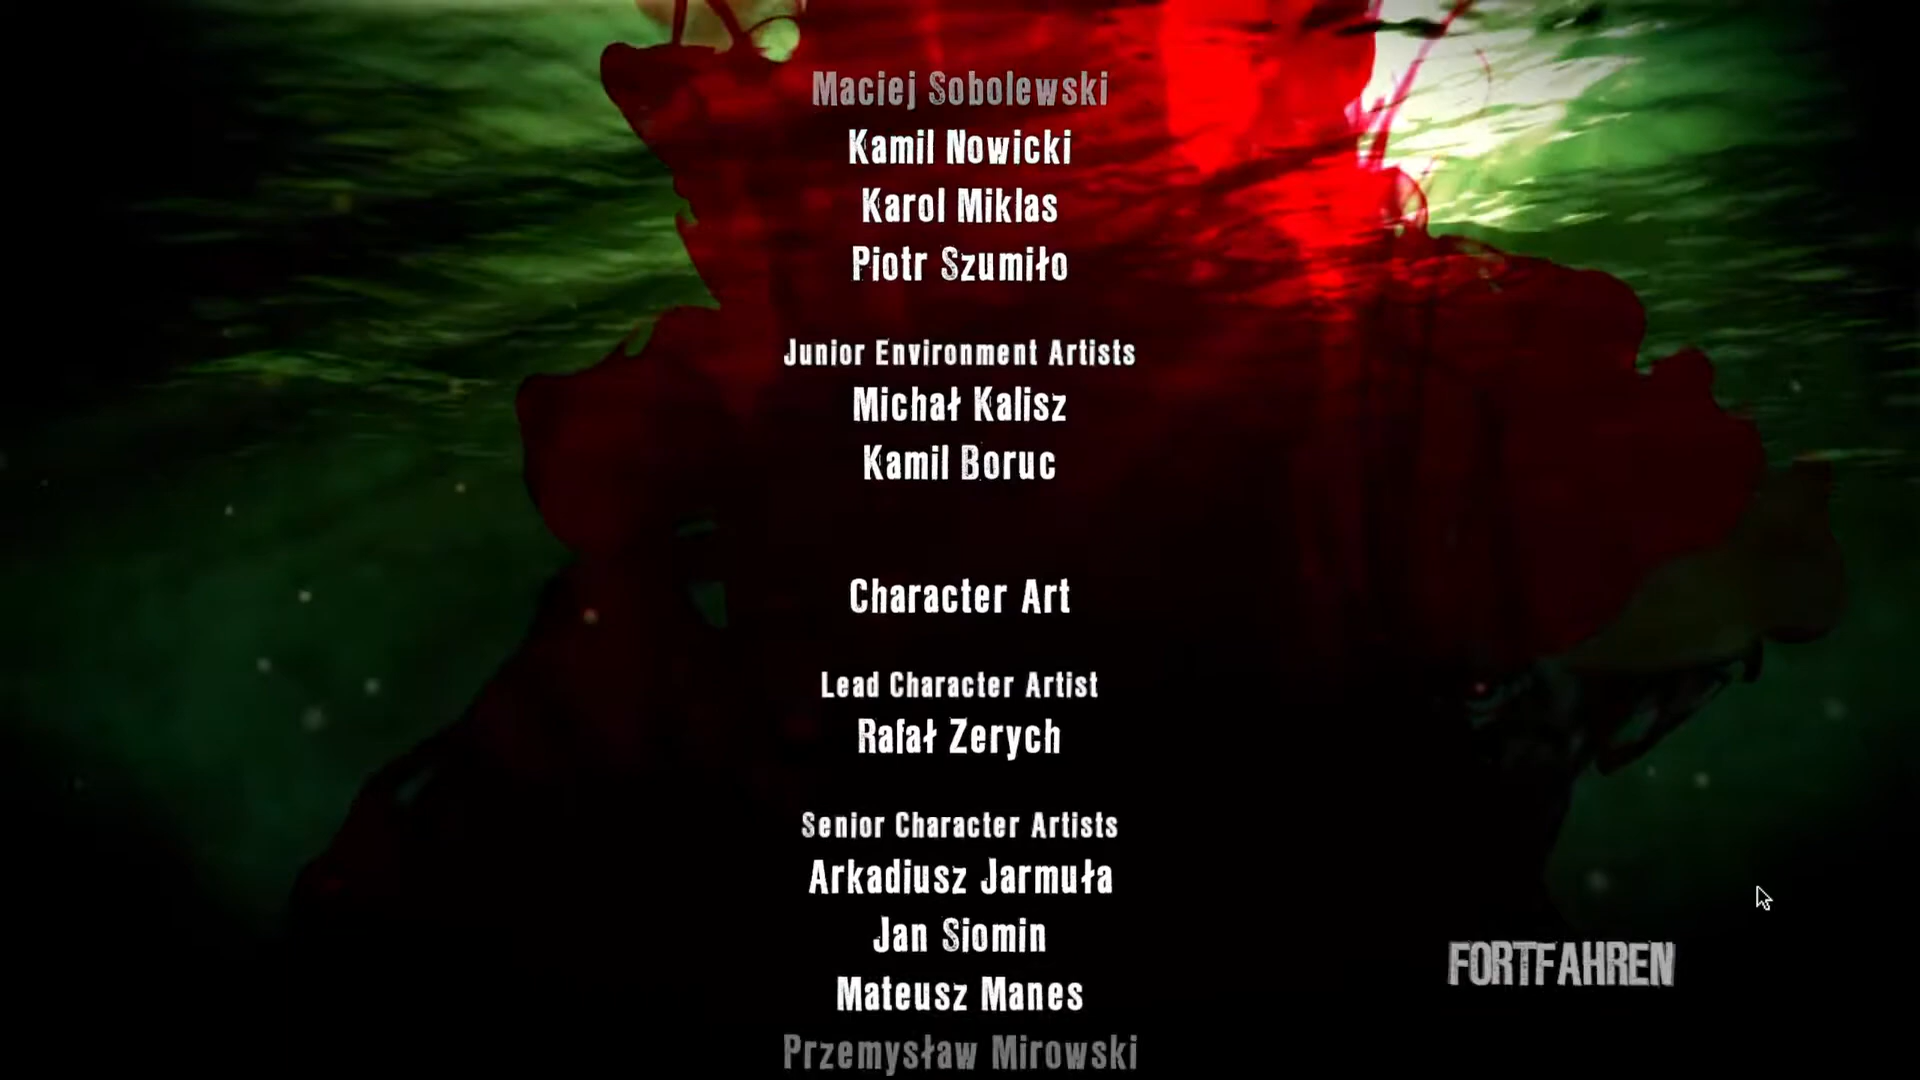 Maciej Sobolewski
Kamil Nowicki
Karol Miklas
Piotr Szumiło
Junior Environment Artists
Michał Kalisz
Kamil Boruc
Character Art
Lead Character Artist
Rafał Zerych
Senior Character Artists
Arkadiusz Jarmuła
Jan Siomin
Mateusz Manes
FORTFAHREN
Przemysław Mirowski